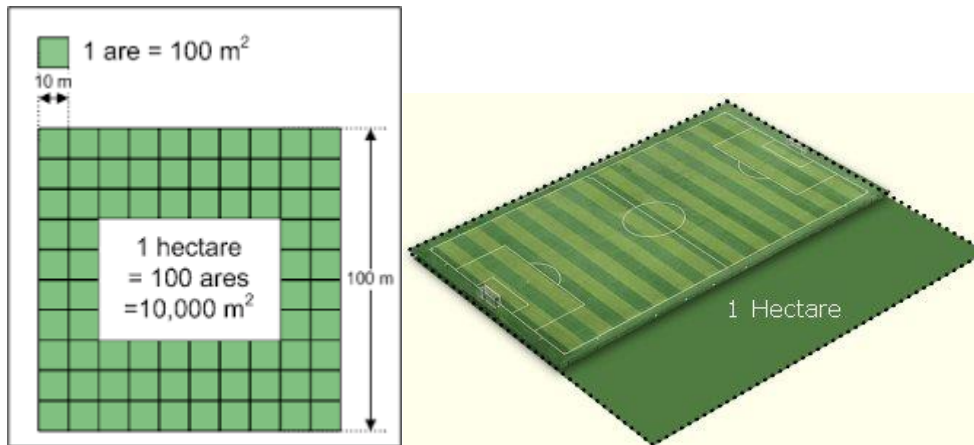 1 are = 100 m²
10 m
1 hectare
= 100 ares
=10,000 m²
100 m
1 Hectare